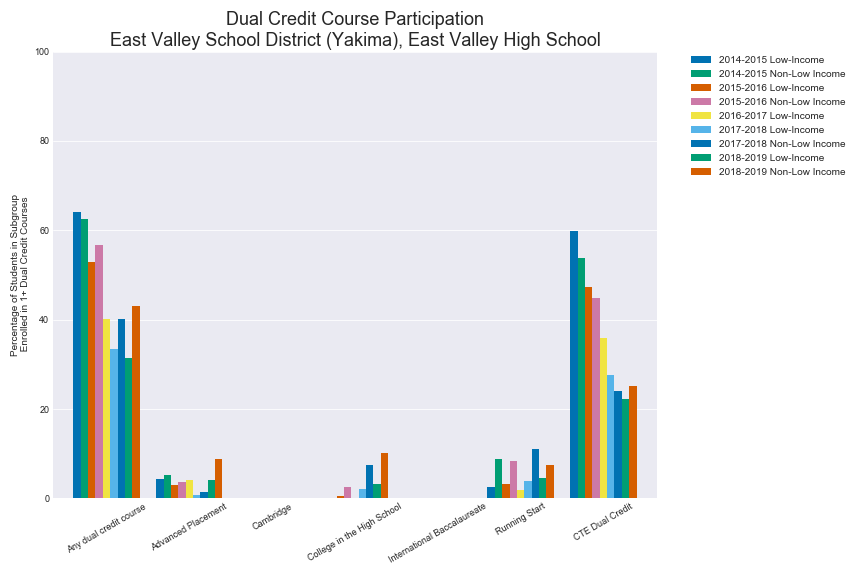 Dual Credit Course Participation
East Valley School District (Yakima), East Valley High School
Percentage of Students in Subgroup
Enrolled in 1+ Dual Credit Courses
100
80
60
40
20
0
Any dual credit course
Advanced Placement
Cambridge
College in the High School
International Baccalaureate
Running Start
CTE Dual Credit
2014-2015 Low-Income
2014-2015 Non-Low Income
2015-2016 Low-Income
2015-2016 Non-Low Income
2016-2017 Low-Income
2017-2018 Low-Income
2017-2018 Non-Low Income
2018-2019 Low-Income
2018-2019 Non-Low Income